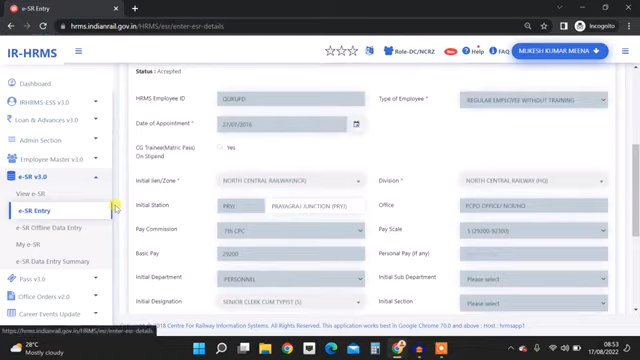 e-SR Entry
hrms.indianrail.gov.in/HRMS/esr/enter-esr-details
Incognito
IR-HRMS
Role-DC/NCRZ
New
Help
FAQ
MUKESH KUMAR MEENA
Dashboard
IRHRMS-ESS v3.0
Loan & Advances v3.0
Admin Section
Employee Master v3.0
e-SR v3.0
View e-SR
e-SR Entry
e-SR Offline Data Entry
My e-SR
e-SR Data Entry Summary
Pass v3.0
Office Orders v2.0
Career Events Update
Status : Accepted
HRMS Employee ID
Type of Employee *
REGULAR EMPLOYEE WITHOUT TRAINING
Date of Appointment *
CG Trainee(Matric Pass) On Stipend
Yes
Initial lien/Zone *
NORTH CENTRAL RAILWAY(NCR)
Division *
NORTH CENTRAL RAILWAY (HQ)
Initial Station
PRYJ
PRAYAGRAJ JUNCTION (PRYJ)
Office
PCPO OFFICE/ NCR/HQ
Pay Commission
7th CPC
Pay Scale
5 (29200-92300)
Basic Pay
29200
Personal Pay (if any)
Initial Department
PERSONNEL
Initial Sub Department
Please select
Initial Designation
SENIOR CLERK CUM TYPIST (5)
Initial Section
Please select
https://hrms.indianrail.gov.in/HRMS/esr/enter-esr-details
2018 Centre For Railway Information Systems, All Rights Reserved. This application works best in Google Chrome 70.0 and above : Host : hrmsapp1
28°C
Mostly cloudy
ENG
IN
08:53
17/08/2022